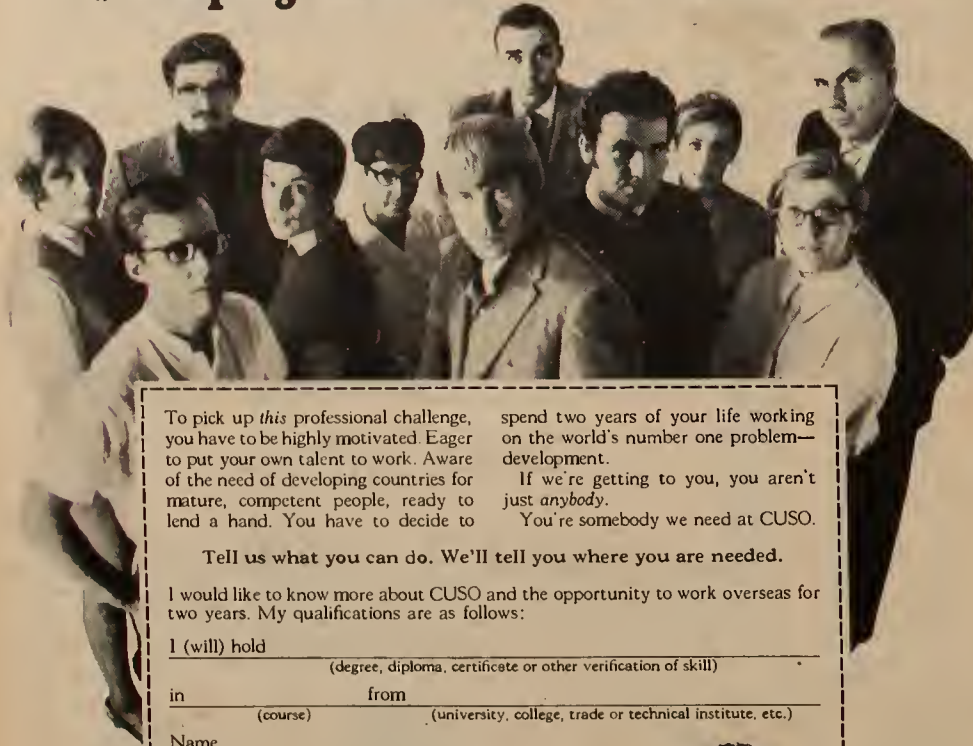 To pick up this professional challenge,
you have to be highly motivated. Eager
to put your own talent to work. Aware
of the need of developing countries for
mature, competent people, ready to
lend a hand. You have to decide to
spend two years of your life working
on the world's number one problem—
development.
If we're getting to you, you aren't
just anybody.
You're somebody we need at CUSO.
Tell us what you can do. We'll tell you where you are needed.
I would like to know more about CUSO and the opportunity to work overseas for
two years. My qualifications are as follows:
I (will) hold
(degree, diploma, certificate or other verification of skill)
in from
(course) (university, college, trade or technical institute, etc.)
Name